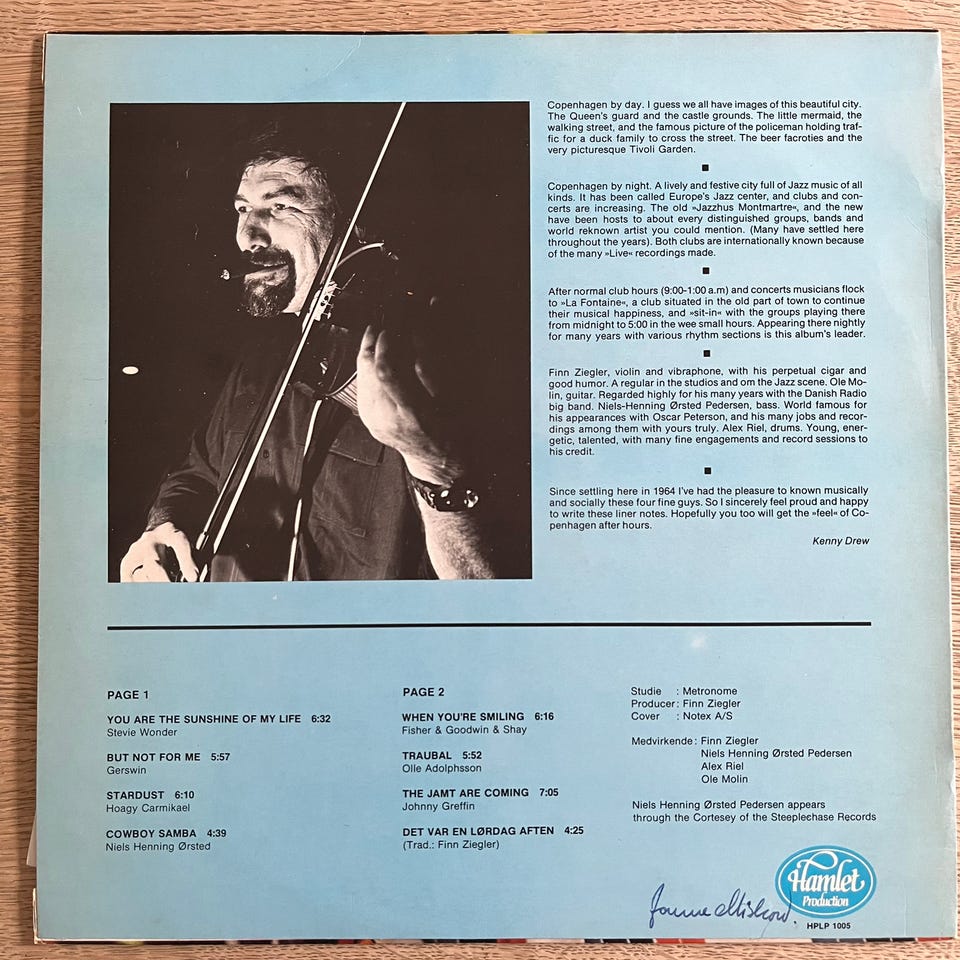 Copenhagen by day. I guess we all have images of this beautiful city.
The Queen's guard and the castle grounds. The little mermaid, the
walking street, and the famous picture of the policeman holding traf-
fic for a duck family to cross the street. The beer facroties and the
very picturesque Tivoli Garden.
Copenhagen by night. A lively and festive city full of Jazz music of all
kinds. It has been called Europe's Jazz center, and clubs and con-
certs are increasing. The old »Jazzhus Montmartre«, and the new
have been hosts to about every distinguished groups, bands and
world reknown artist you could mention. (Many have settled here
throughout the years). Both clubs are internationally known because
of the many »Live« recordings made.
After normal club hours (9:00-1:00 a.m) and concerts musicians flock
to »La Fontaine«, a club situated in the old part of town to continue
their musical happiness, and »sit-in« with the groups playing there
from midnight to 5:00 in the wee small hours. Appearing there nightly
for many years with various rhythm sections is this album's leader.
Finn Ziegler, violin and vibraphone, with his perpetual cigar and
good humor. A regular in the studios and om the Jazz scene. Ole Mo-
lin, guitar. Regarded highly for his many years with the Danish Radio
big band. Niels-Henning Ørsted Pedersen, bass. World famous for
his appearances with Oscar Peterson, and his many jobs and recor-
dings among them with yours truly. Alex Riel, drums. Young, ener-
getic, talented, with many fine engagements and record sessions to
his credit.
Since settling here in 1964 I've had the pleasure to known musically
and socially these four fine guys. So I sincerely feel proud and happy
to write these liner notes. Hopefully you too will get the »feel« of Co-
penhagen after hours.
Kenny Drew
PAGE 1
YOU ARE THE SUNSHINE OF MY LIFE 6:32
Stevie Wonder
BUT NOT FOR ME 5:57
Gerswin
STARDUST 6:10
Hoagy Carmikael
COWBOY SAMBA 4:39
Niels Henning Ørsted
PAGE 2
WHEN YOU'RE SMILING 6:16
Fisher & Goodwin & Shay
TRAUBAL 5:52
Olle Adolphsson
THE JAMT ARE COMING 7:05
Johnny Greffin
DET VAR EN LØRDAG AFTEN 4:25
(Trad.: Finn Ziegler)
Studie : Metronome
Producer: Finn Ziegler
Cover : Notex A/S
Medvirkende: Finn Ziegler
Niels Henning Ørsted Pedersen
Alex Riel
Ole Molin
Niels Henning Ørsted Pedersen appears
through the Cortesey of the Steeplechase Records
Hamlet
Production
HPLP 1005